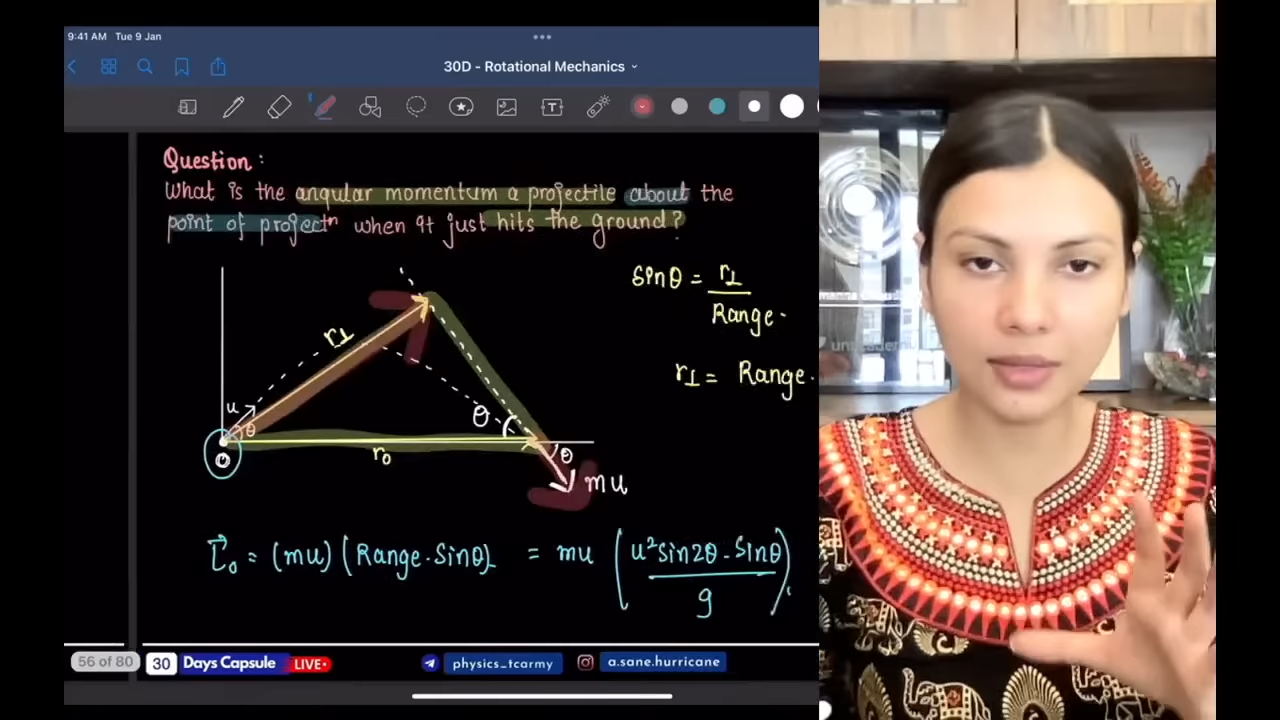 9:41 AM Tue 9 Jan
30D - Rotational Mechanics
T
Question :
What is the angular momentum a projectile about the
point of projectⁿ when it just hits the ground?
sinθ = r⊥
Range
r⊥ = Range
r⊥
u
θ
θ
O
r₀
θ
mu
L⃗₀ = (mu) (Range·Sinθ) = mu (u²sin2θ·Sinθ)
g
56 of 80
30 Days Capsule LIVE
physics_tcarmy
a.sane.hurricane